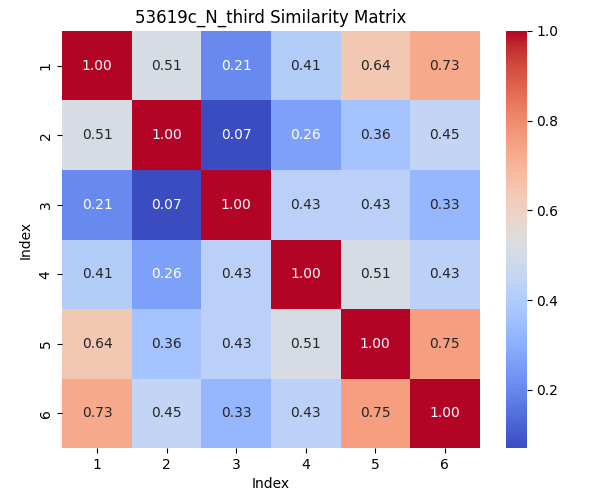 53619c_N_third Similarity Matrix
1 1.00 0.51 0.21 0.41 0.64 0.73
2 0.51 1.00 0.07 0.26 0.36 0.45
3 0.21 0.07 1.00 0.43 0.43 0.33
4 0.41 0.26 0.43 1.00 0.51 0.43
5 0.64 0.36 0.43 0.51 1.00 0.75
6 0.73 0.45 0.33 0.43 0.75 1.00
1 2 3 4 5 6
Index
Index
1.0
0.8
0.6
0.4
0.2